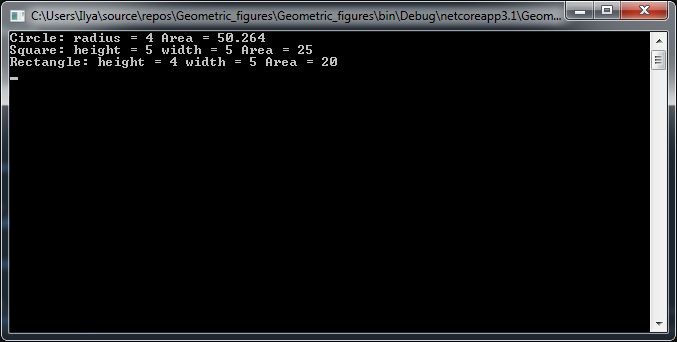 C:\Users\Ilya\source\repos\Geometric_figures\Geometric_figures\bin\Debug\netcoreapp3.1\Geom...
Circle: radius = 4 Area = 50.264
Square: height = 5 width = 5 Area = 25
Rectangle: height = 4 width = 5 Area = 20